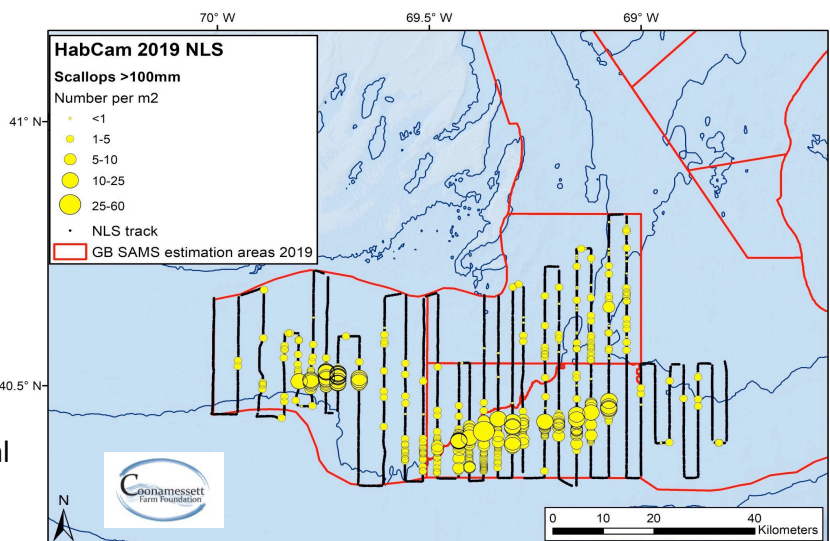 70° W 69.5° W 69° W
HabCam 2019 NLS
Scallops >100mm
Number per m2
<1
1-5
5-10
10-25
25-60
NLS track
GB SAMS estimation areas 2019
41° N
40.5° N
al
Coonamessett
Farm Foundation
N
0 10 20 40
Kilometers